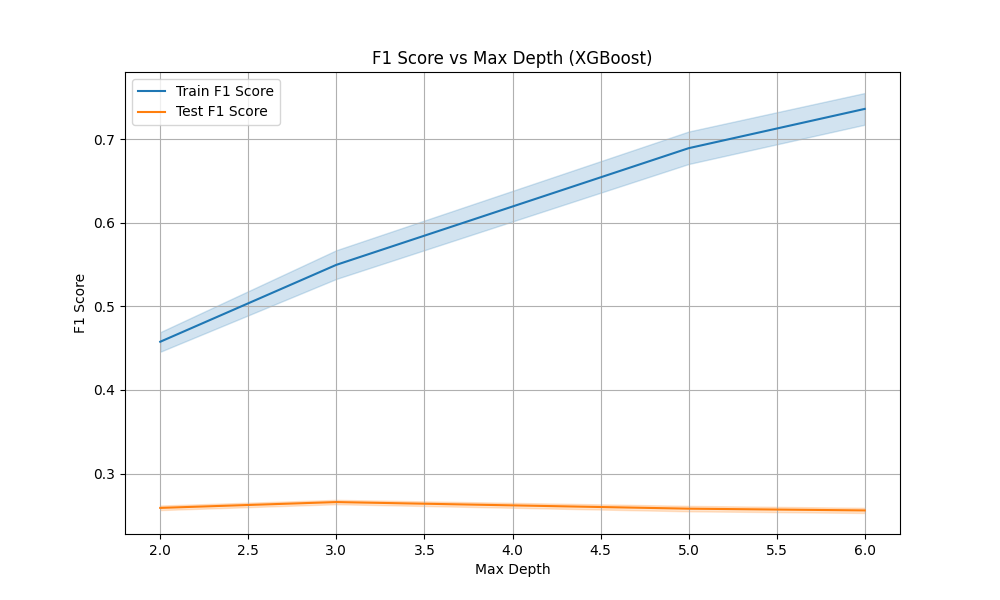 F1 Score vs Max Depth (XGBoost)
Train F1 Score
Test F1 Score
F1 Score
0.7
0.6
0.5
0.4
0.3
2.0 2.5 3.0 3.5 4.0 4.5 5.0 5.5 6.0
Max Depth